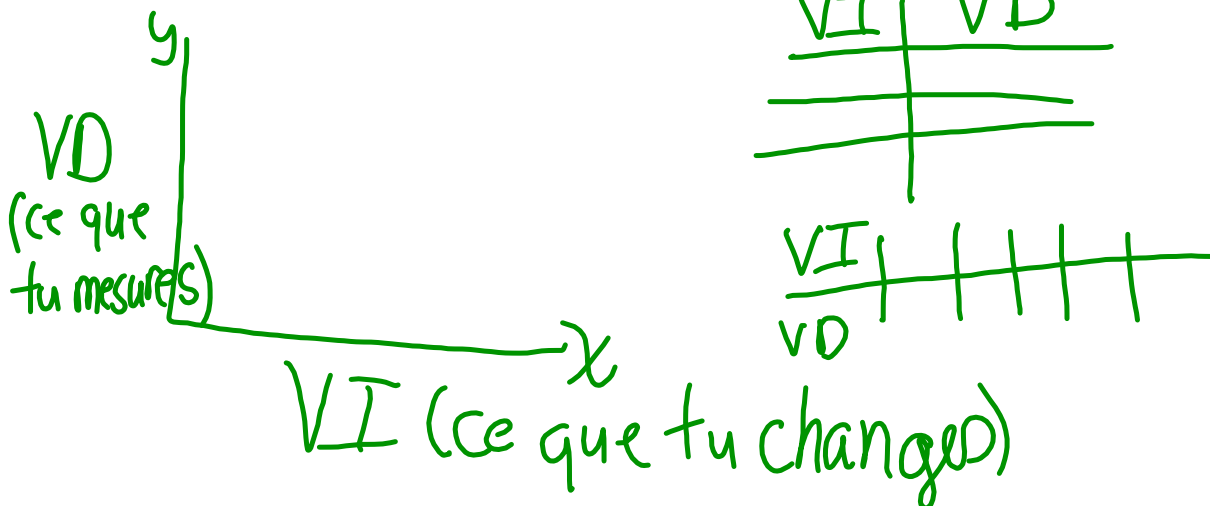 y
VD
(ce que
tu mesures)
x
VI (ce que tu changes)
VI VD
VI
VD